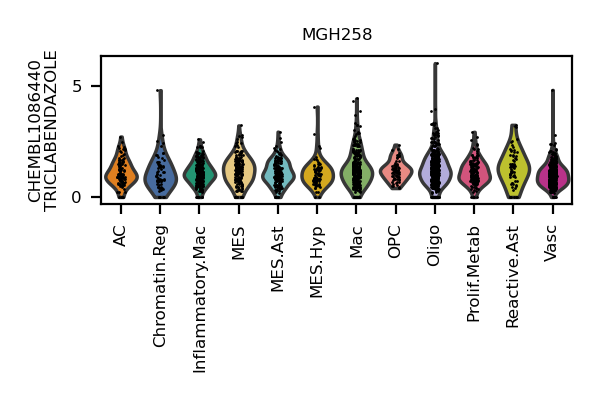 MGH258
CHEMBL1086440
TRICLABENDAZOLE
5
0
AC
Chromatin.Reg
Inflammatory.Mac
MES
MES.Ast
MES.Hyp
Mac
OPC
Oligo
Prolif.Metab
Reactive.Ast
Vasc